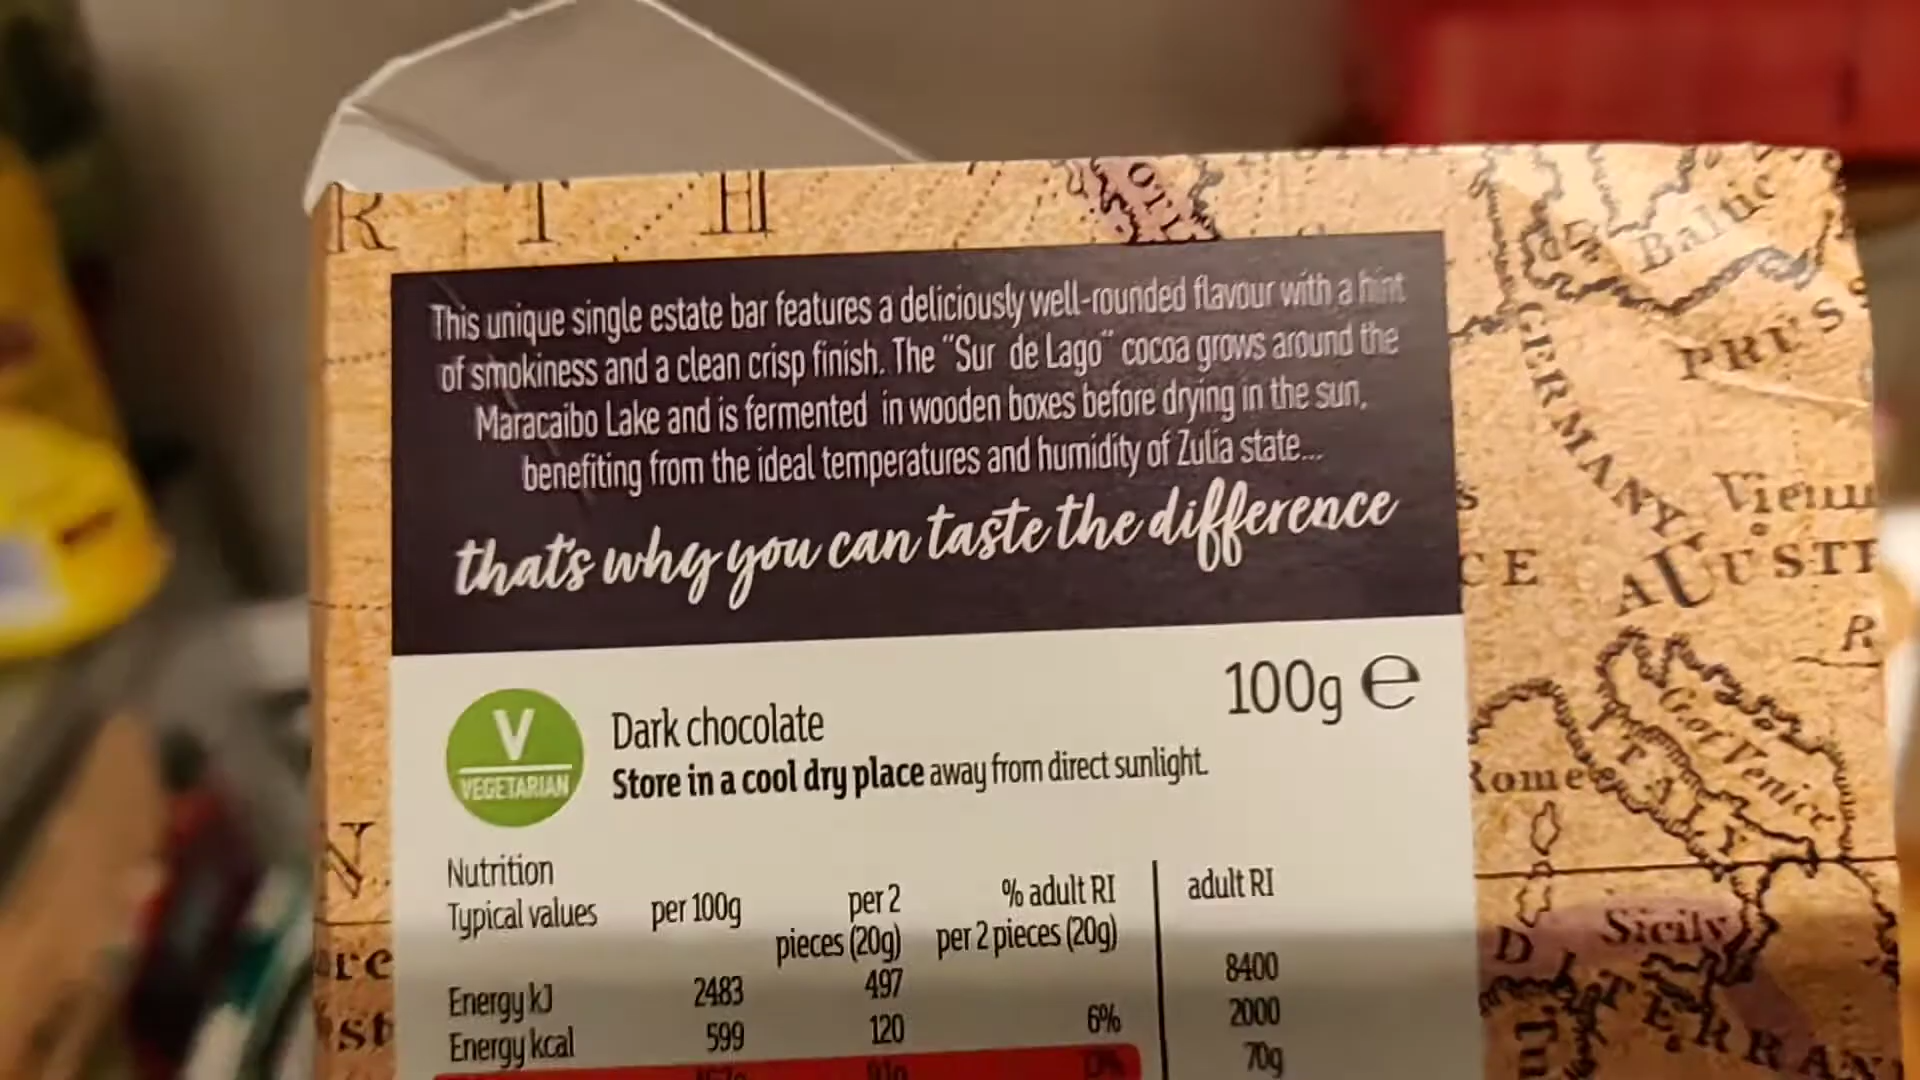 R T H
This unique single estate bar features a deliciously well-rounded flavour with a hint
of smokiness and a clean crisp finish. The "Sur de Lago" cocoa grows around the
Maracaibo Lake and is fermented in wooden boxes before drying in the sun,
benefiting from the ideal temperatures and humidity of Zulia state...
that's why you can taste the difference
100g e
V
VEGETARIAN
Dark chocolate
Store in a cool dry place away from direct sunlight.
Nutrition
Typical values per 100g per 2 pieces (20g) % adult RI per 2 pieces (20g) adult RI
Energy kJ 2483 497 8400
Energy kcal 599 120 6% 2000
70g
Baltic
GERMANY
PRUS
CE
AUSTR
R
G. of Venice
Rome
ITALY
Sicily